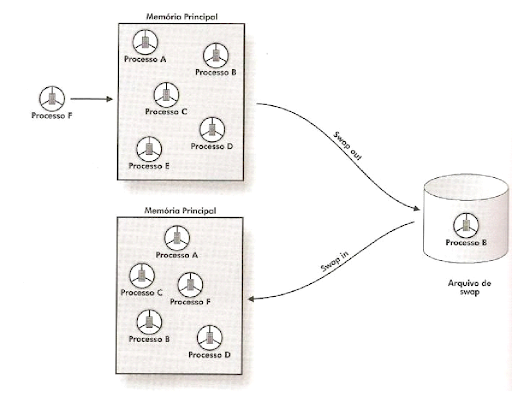 Memória Principal
Processo A
Processo B
Processo C
Processo D
Processo E
Processo F
Swap out
Processo B
Arquivo de
swap
Swap in
Memória Principal
Processo A
Processo C
Processo F
Processo B
Processo D